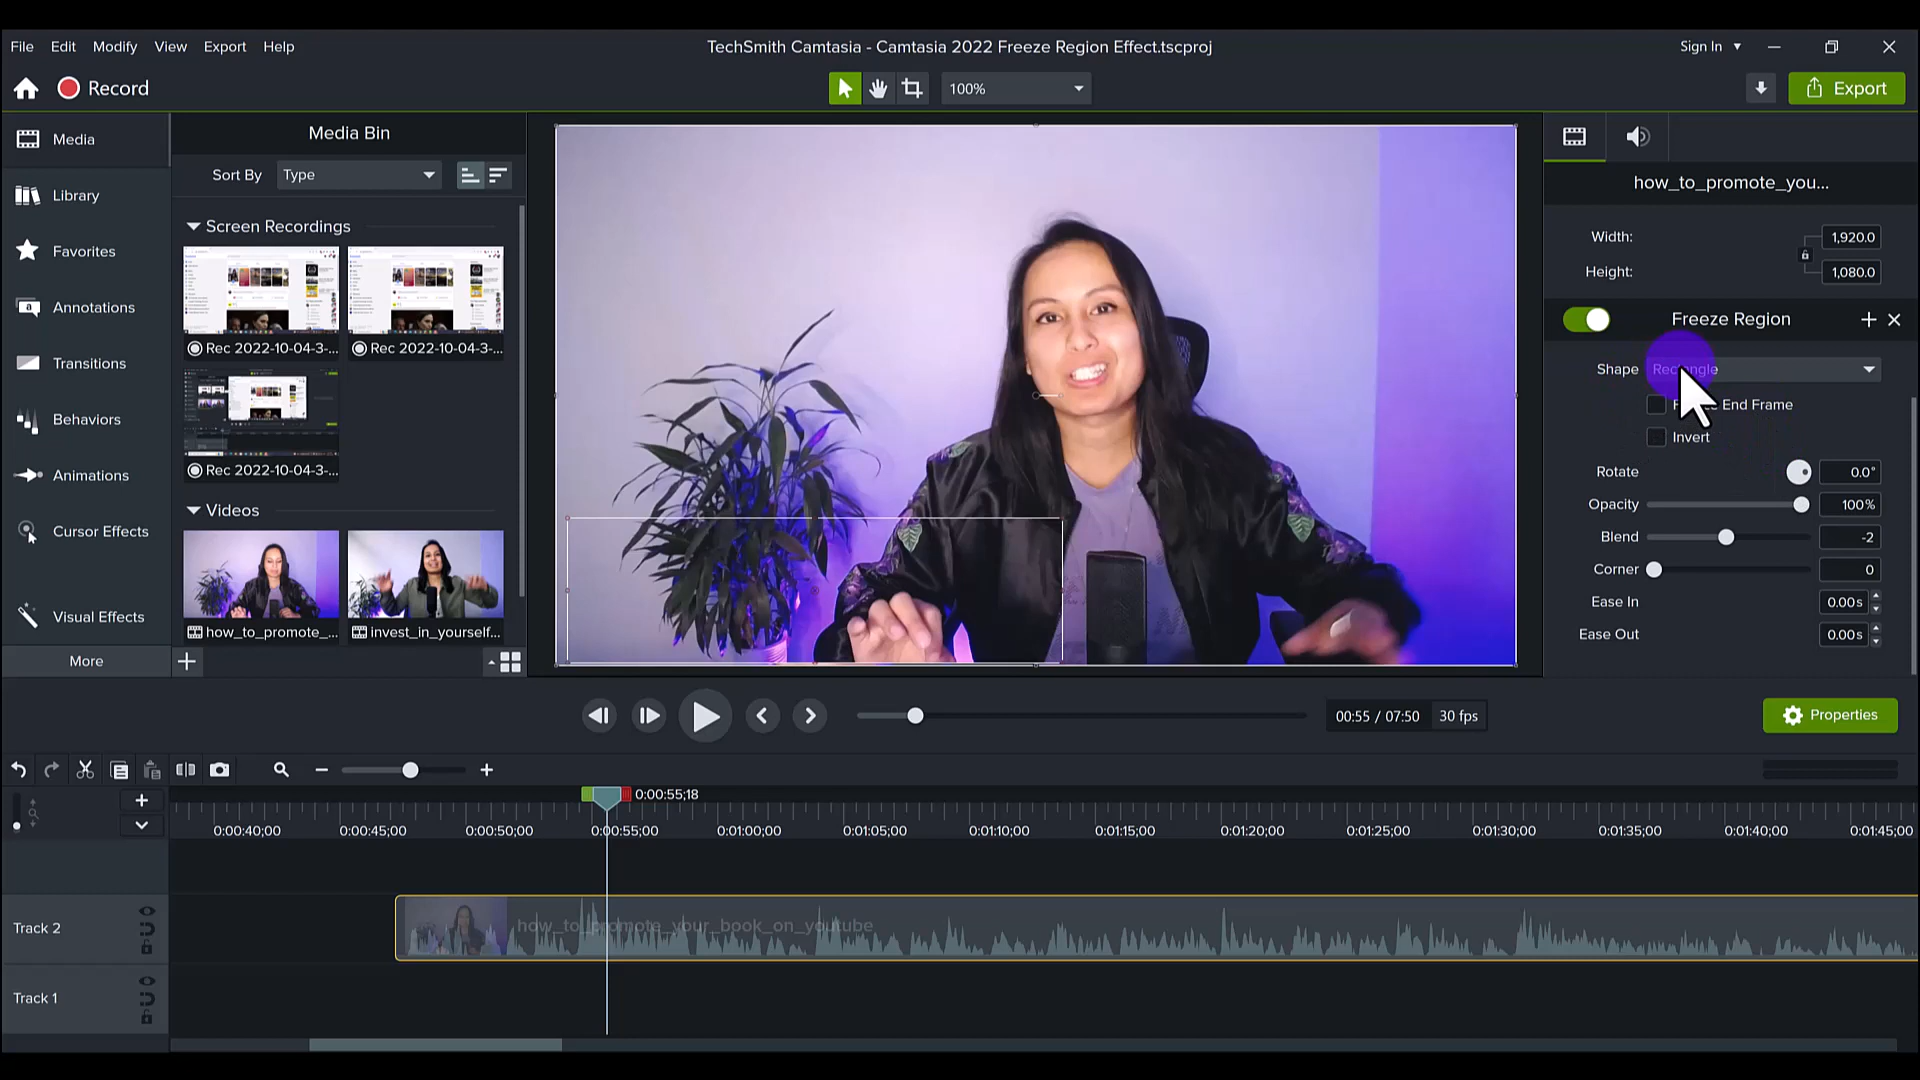 File Edit Modify View Export Help
TechSmith Camtasia - Camtasia 2022 Freeze Region Effect.tscproj
Sign In
Record
100%
Export
Media
Library
Favorites
Annotations
Transitions
Behaviors
Animations
Cursor Effects
Visual Effects
More
Media Bin
Sort By Type
Screen Recordings
Rec 2022-10-04-3-...
Rec 2022-10-04-3-...
Rec 2022-10-04-3-...
Videos
how_to_promote_...
invest_in_yourself...
how_to_promote_you...
Width: 1,920.0
Height: 1,080.0
Freeze Region
Shape Rectangle
End Frame
Invert
Rotate 0.0°
Opacity 100%
Blend -2
Corner 0
Ease In 0.00s
Ease Out 0.00s
00:55 / 07:50 30 fps
Properties
0:00:55;18
0:00:40;00 0:00:45;00 0:00:50;00 0:00:55;00 0:01:00;00 0:01:05;00 0:01:10;00 0:01:15;00 0:01:20;00 0:01:25;00 0:01:30;00 0:01:35;00 0:01:40;00 0:01:45;00
Track 2
how_to_promote_your_book_on_youtube
Track 1